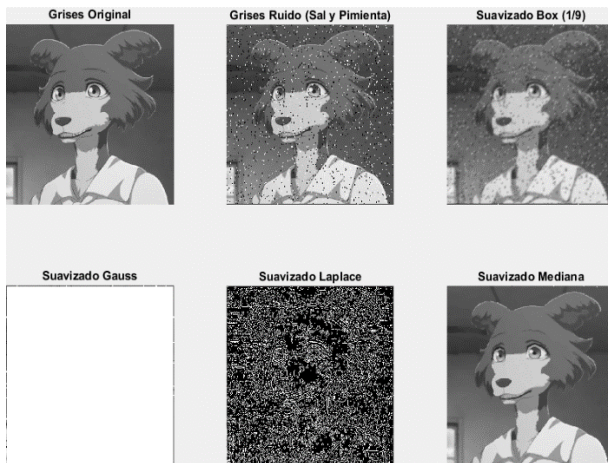 Grises Original
Grises Ruido (Sal y Pimienta)
Suavizado Box (1/9)
Suavizado Gauss
Suavizado Laplace
Suavizado Mediana